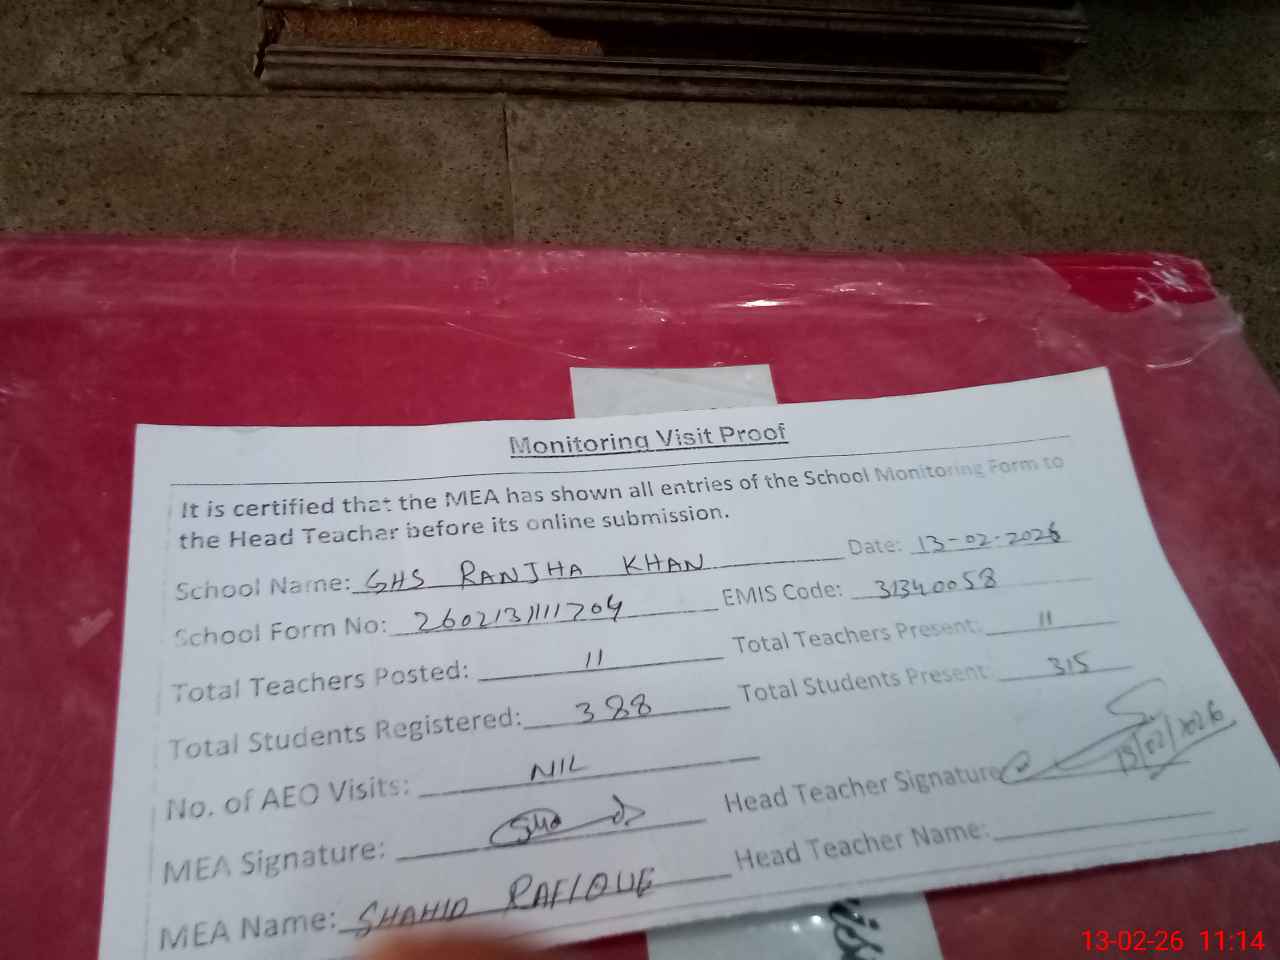 Monitoring Visit Proof
It is certified that the MEA has shown all entries of the School Monitoring Form to
the Head Teacher before its online submission.
School Name: GHS RANJHA KHAN Date: 13-02-2026
School Form No: 260213111704 EMIS Code: 31340058
Total Teachers Posted: 11 Total Teachers Present: 11
Total Students Registered: 388 Total Students Present: 315
No. of AEO Visits: NIL
MEA Signature: Head Teacher Signature 13/02/2026
MEA Name: SHAHID RAFIQUE Head Teacher Name:
13-02-26 11:14